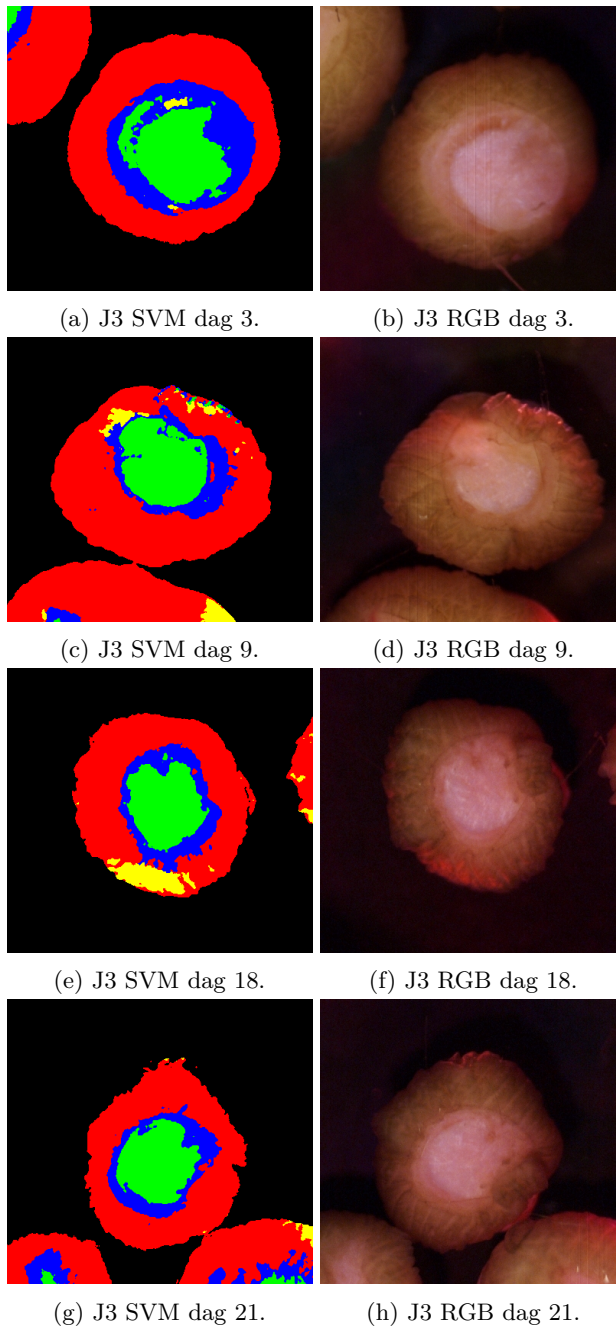 (a) J3 SVM dag 3.
(b) J3 RGB dag 3.
(c) J3 SVM dag 9.
(d) J3 RGB dag 9.
(e) J3 SVM dag 18.
(f) J3 RGB dag 18.
(g) J3 SVM dag 21.
(h) J3 RGB dag 21.